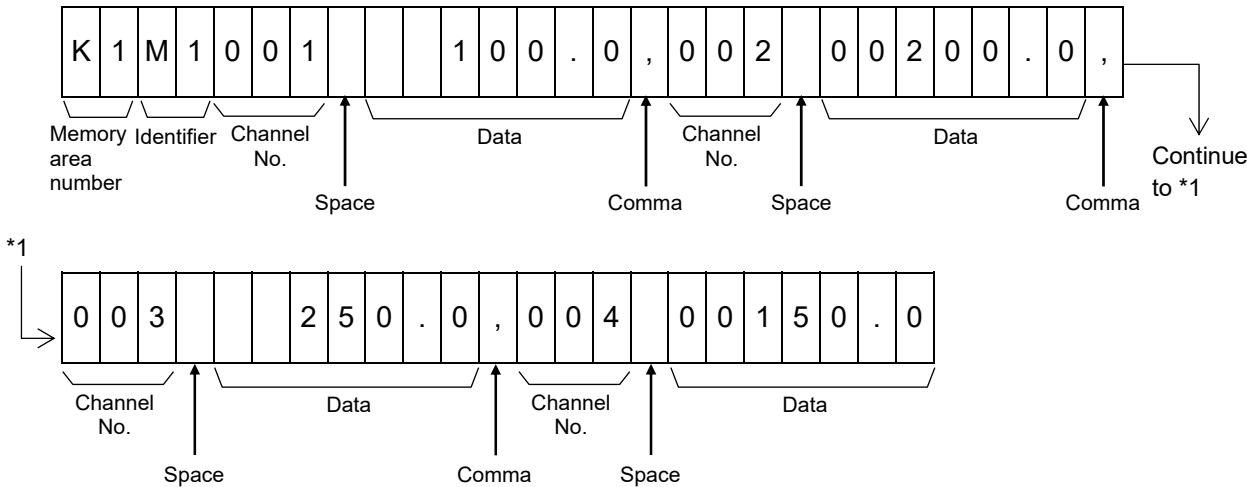 K1M1001   100.0,002 00200.0,
Memory area number Identifier Channel No. Data Channel No. Data
Space Comma Space Comma
Continue to *1
*1
003   250.0,004 00150.0
Channel No. Data Channel No. Data
Space Comma Space